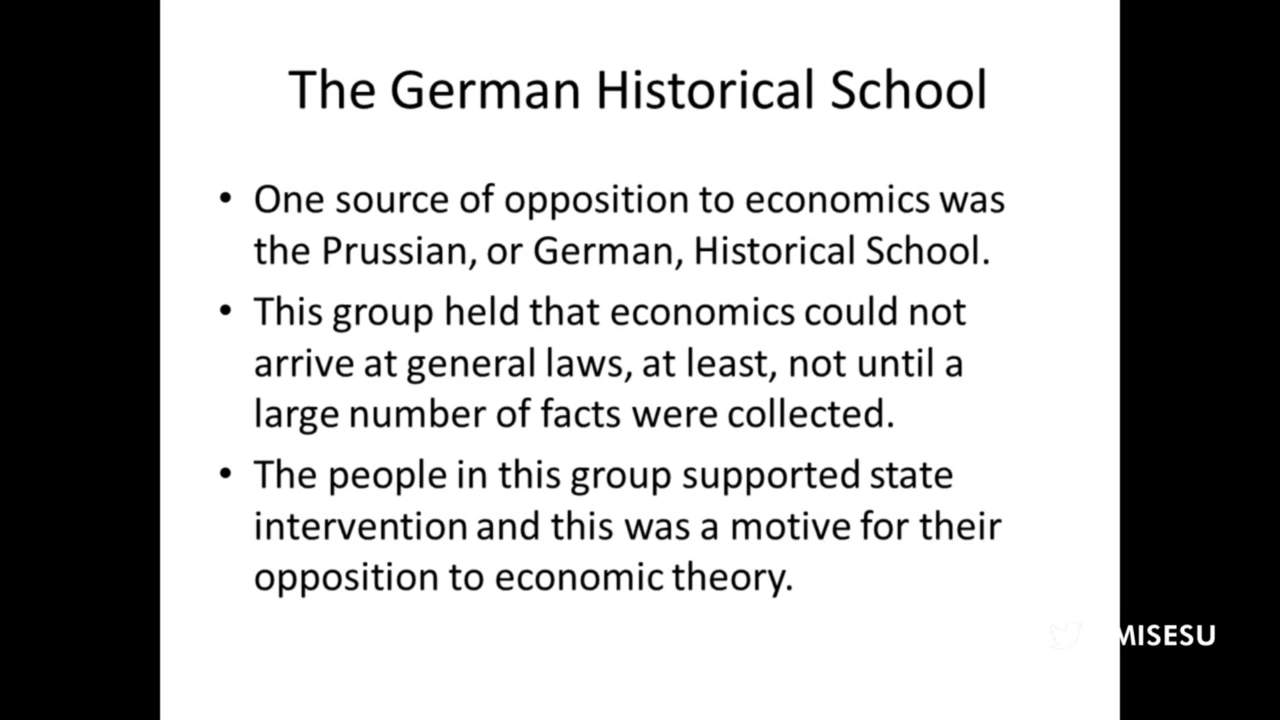 The German Historical School
• One source of opposition to economics was
the Prussian, or German, Historical School.
• This group held that economics could not
arrive at general laws, at least, not until a
large number of facts were collected.
• The people in this group supported state
intervention and this was a motive for their
opposition to economic theory.
MISESU